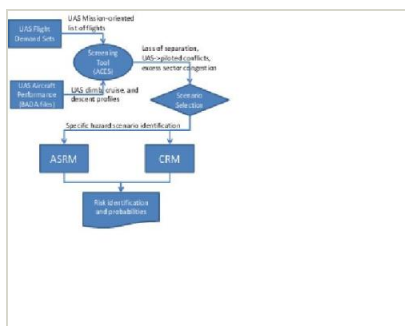 UAS Flight
Demand Sets
UAS Mission-oriented
list of flights
Screening
Tool
(ACES)
Loss of separation,
UAS->piloted conflicts,
excess sector congestion
UAS Aircraft
Performance
(BADA files)
UAS climb, cruise, and
descent profiles
Scenario
Selection
Specific hazard scenario identification
ASRM
CRM
Risk identification
and probabilities